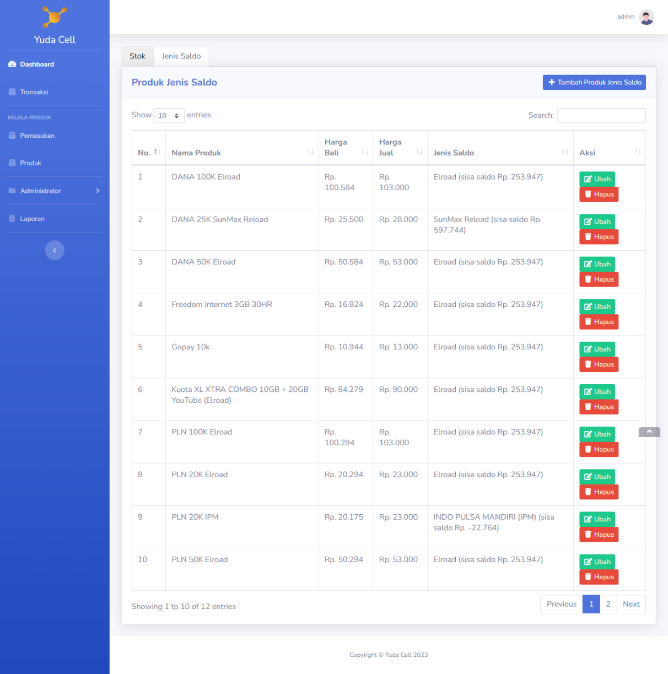 Yuda Cell
Dashboard
Transaksi
KELOLA PRODUK
Pemasukan
Produk
Administrator
Laporan
admin
Stok Jenis Saldo
Produk Jenis Saldo
Tambah Produk Jenis Saldo
Show 10 entries
Search:
No. Nama Produk Harga Beli Harga Jual Jenis Saldo Aksi
1 DANA 100K Elroad Rp. 100.584 Rp. 103.000 Elroad (sisa saldo Rp. 253.947) Ubah
Hapus
2 DANA 25K SunMax Reload Rp. 25.500 Rp. 28.000 SunMax Reload (sisa saldo Rp. 597.744) Ubah
Hapus
3 DANA 50K Elroad Rp. 50.584 Rp. 53.000 Elroad (sisa saldo Rp. 253.947) Ubah
Hapus
4 Freedom internet 3GB 30HR Rp. 16.824 Rp. 22.000 Elroad (sisa saldo Rp. 253.947) Ubah
Hapus
5 Gopay 10k Rp. 10.944 Rp. 13.000 Elroad (sisa saldo Rp. 253.947) Ubah
Hapus
6 Kuota XL XTRA COMBO 10GB + 20GB YouTube (Elroad) Rp. 84.279 Rp. 90.000 Elroad (sisa saldo Rp. 253.947) Ubah
Hapus
7 PLN 100K Elroad Rp. 100.294 Rp. 103.000 Elroad (sisa saldo Rp. 253.947) Ubah
Hapus
8 PLN 20K Elroad Rp. 20.294 Rp. 23.000 Elroad (sisa saldo Rp. 253.947) Ubah
Hapus
9 PLN 20K IPM Rp. 20.175 Rp. 23.000 INDO PULSA MANDIRI (IPM) (sisa saldo Rp. -22.764) Ubah
Hapus
10 PLN 50K Elroad Rp. 50.294 Rp. 53.000 Elroad (sisa saldo Rp. 253.947) Ubah
Hapus
Showing 1 to 10 of 12 entries
Previous 1 2 Next
Copyright © Yuda Cell 2023